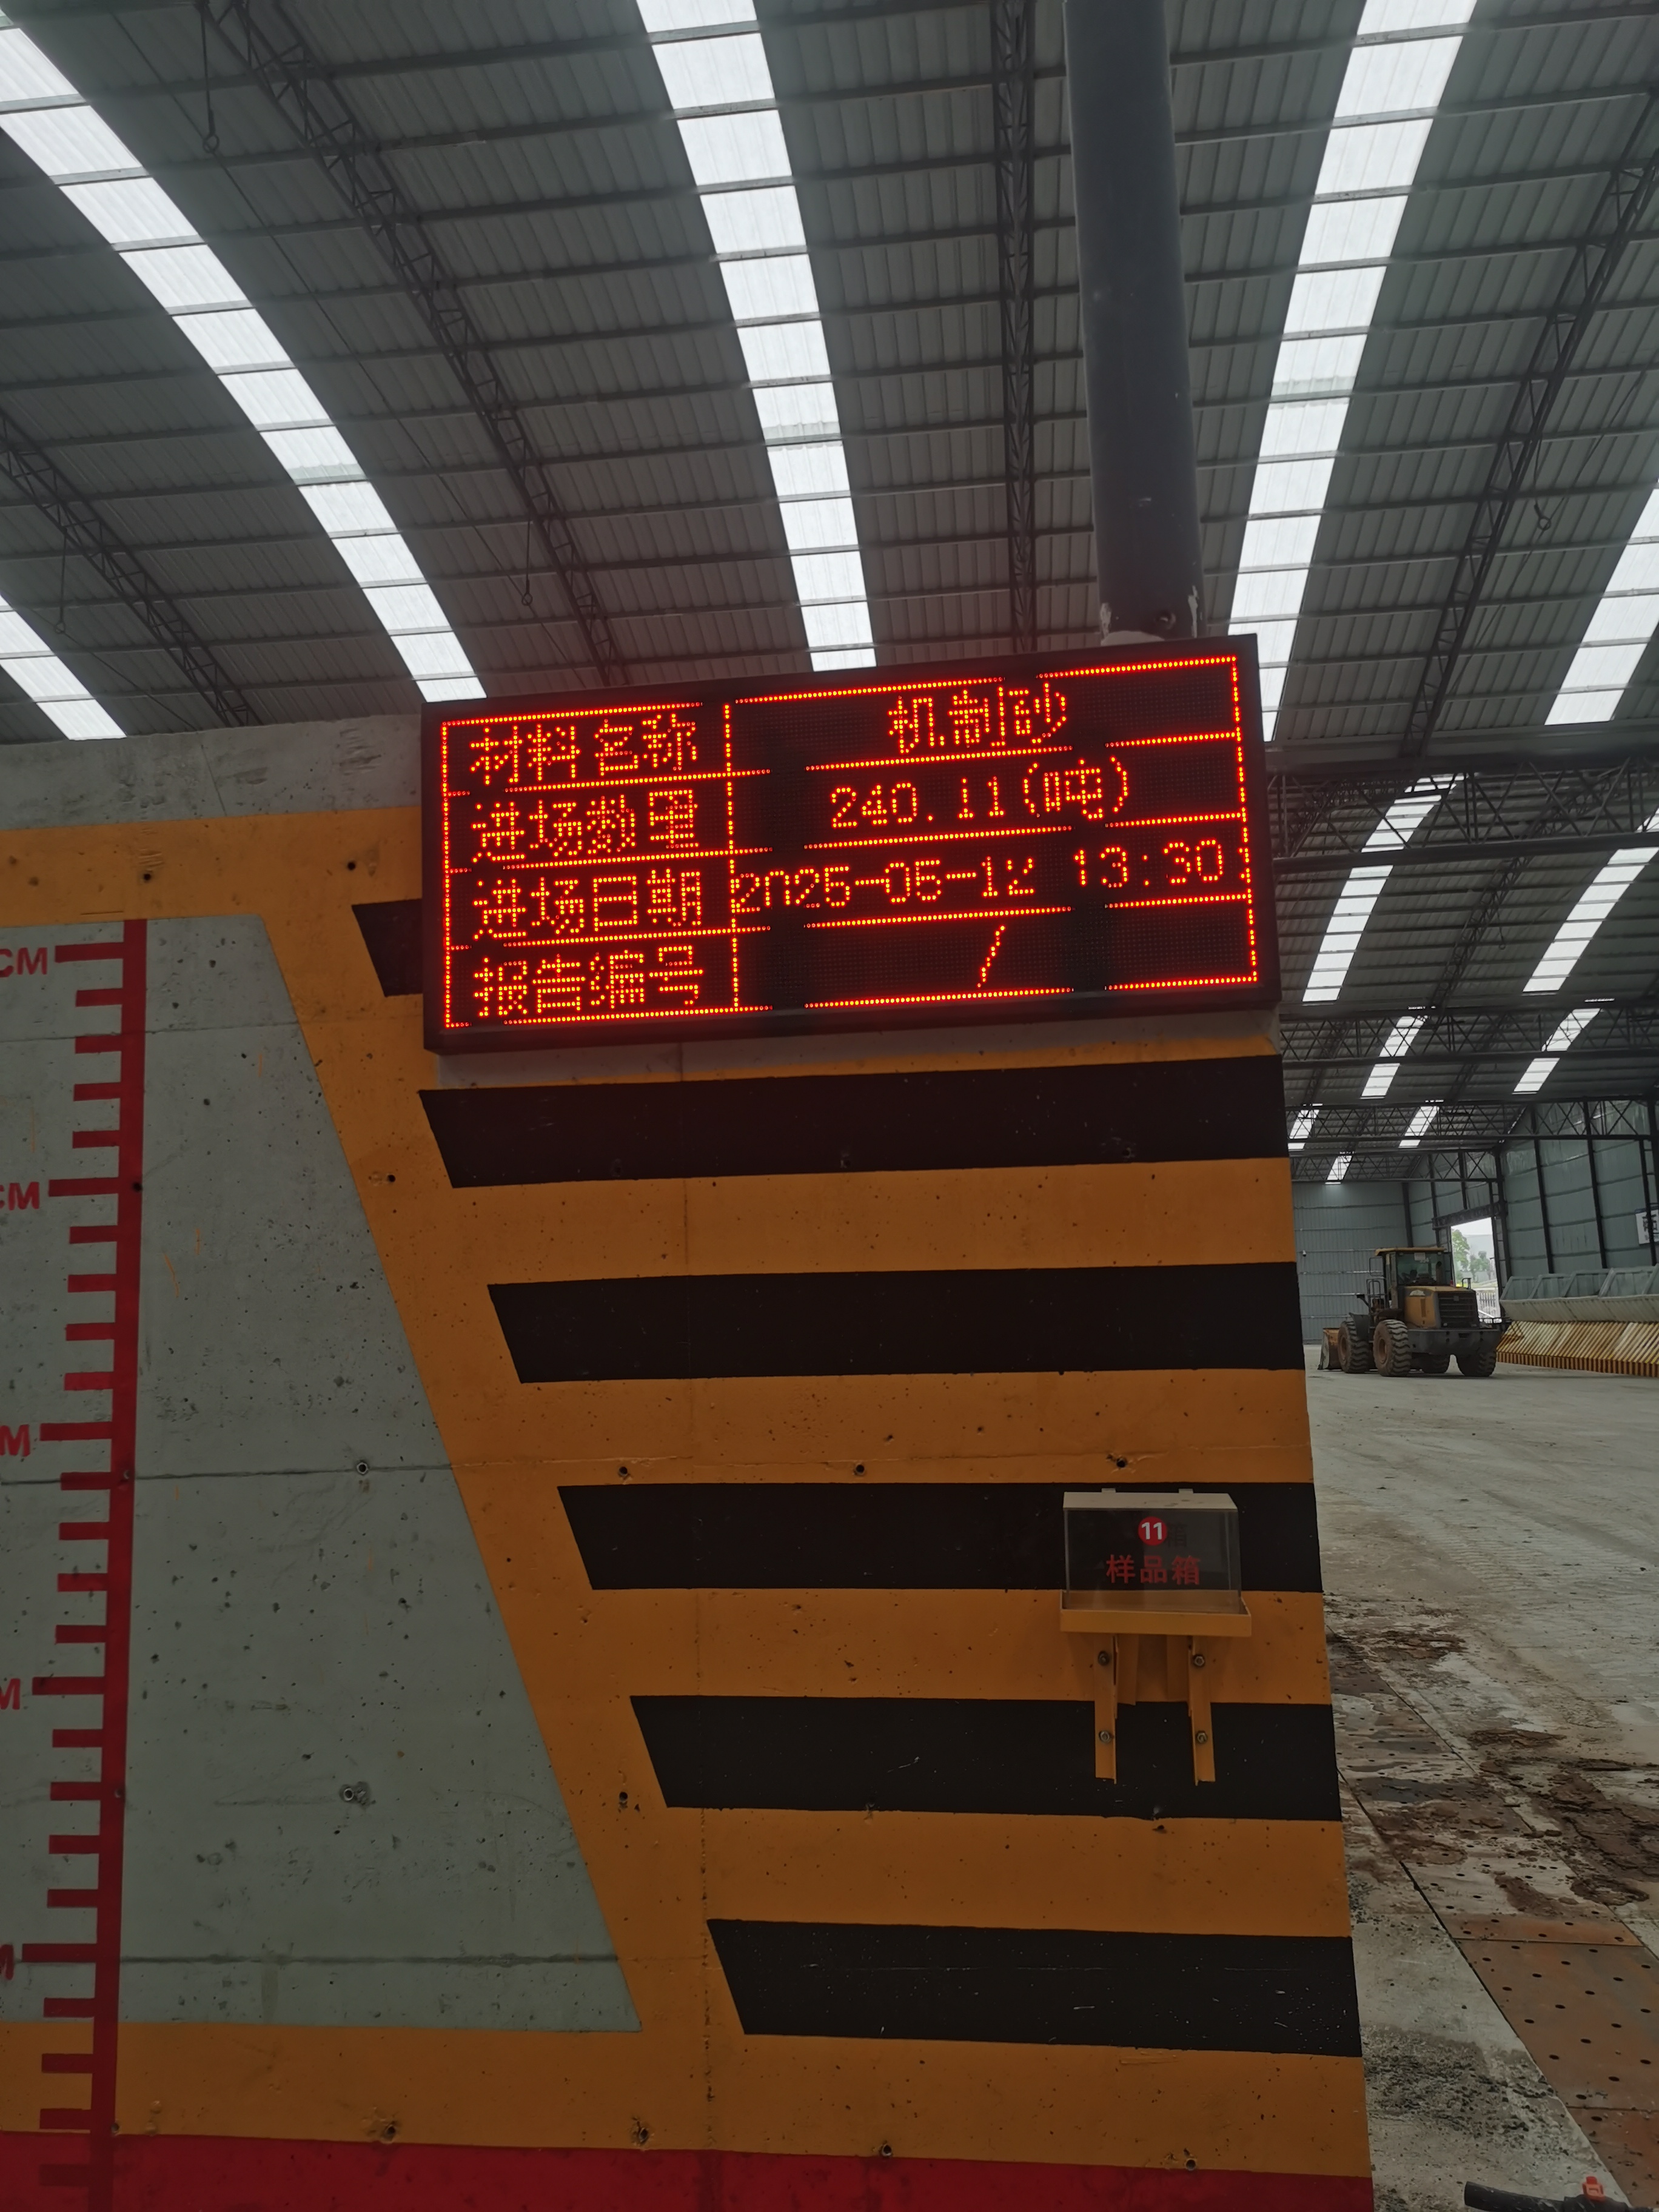 材料名称 机制砂
进场数量 240.11(吨)
进场日期 2025-05-12 13:30:
报告编号 /
CM
CM
M
M
M
11
样品箱